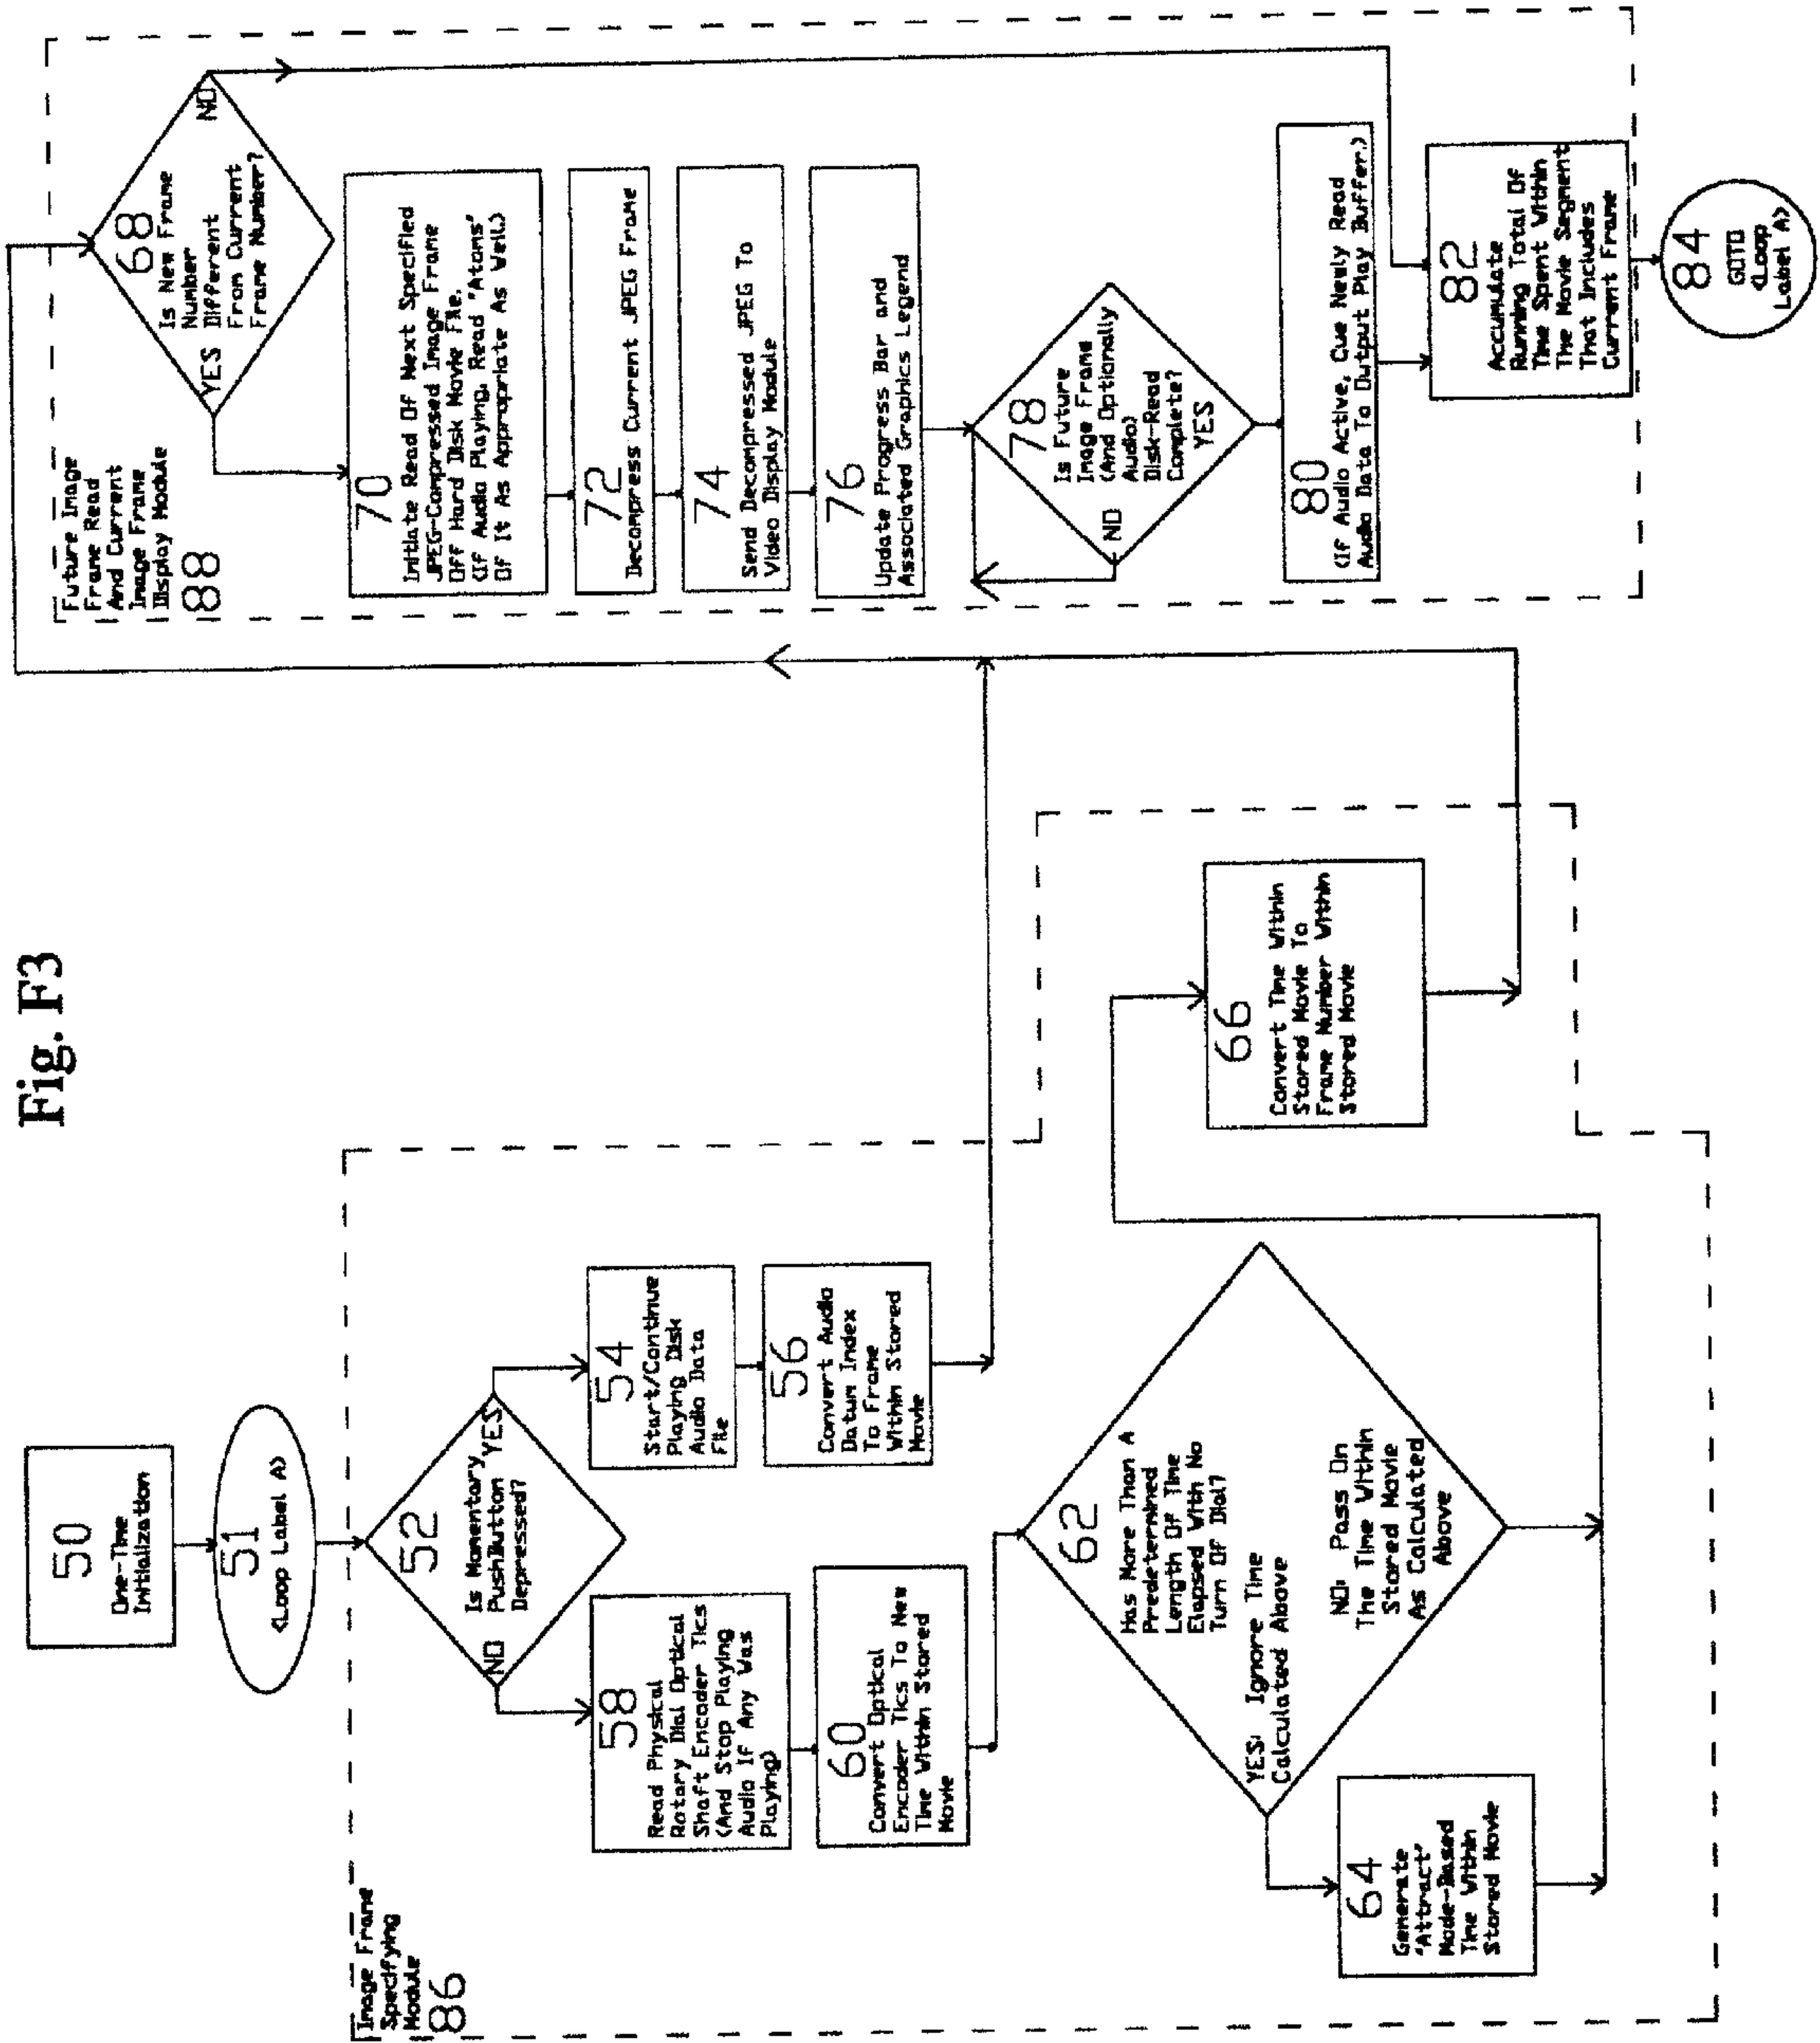 Fig. F3
50
One-Time
Initialization
51
<Loop Label A>
Image Frame
Specifying
Module
86
52
Is Momentary
PushButton
Depressed?
NO
YES
54
Start/Continue
Playing Disk
Audio Data
File
56
Convert Audio
Datum Index
To Frame
Within Stored
Movie
58
Read Physical
Rotary Dial Optical
Shaft Encoder Tics
(And Stop Playing
Audio If Any Was
Playing)
60
Convert Optical
Encoder Tics To New
Time Within Stored
Movie
62
Has More Than A
Predetermined
Length Of Time
Elapsed With No
Turn Of Dial?
YES: Ignore Time
Calculated Above
NO: Pass On
The Time Within
Stored Movie
As Calculated
Above
64
Generate
'Attract'
Mode-Based
Time Within
Stored Movie
66
Convert Time Within
Stored Movie To
Frame Number Within
Stored Movie
Future Image
Frame Read
And Current
Image Frame
Display Module
188
68
Is New Frame
Number
Different
From Current
Frame Number?
YES
NO
70
Initiate Read Of Next Specified
JPEG-Compressed Image Frame
Off Hard Disk Movie File.
(If Audio Playing, Read "Atoms"
Of It As Appropriate As Well.)
72
Decompress Current JPEG Frame
74
Send Decompressed JPEG To
Video Display Module
76
Update Progress Bar and
Associated Graphics Legend
78
Is Future
Image Frame
(And Optionally
Audio)
Disk-Read
Complete?
NO
YES
80
(If Audio Active, Cue Newly Read
Audio Data To Output Play Buffer.)
82
Accumulate
Running Total Of
Time Spent Within
The Movie Segment
That Includes
Current Frame
84
GOTO
<Loop
Label A>